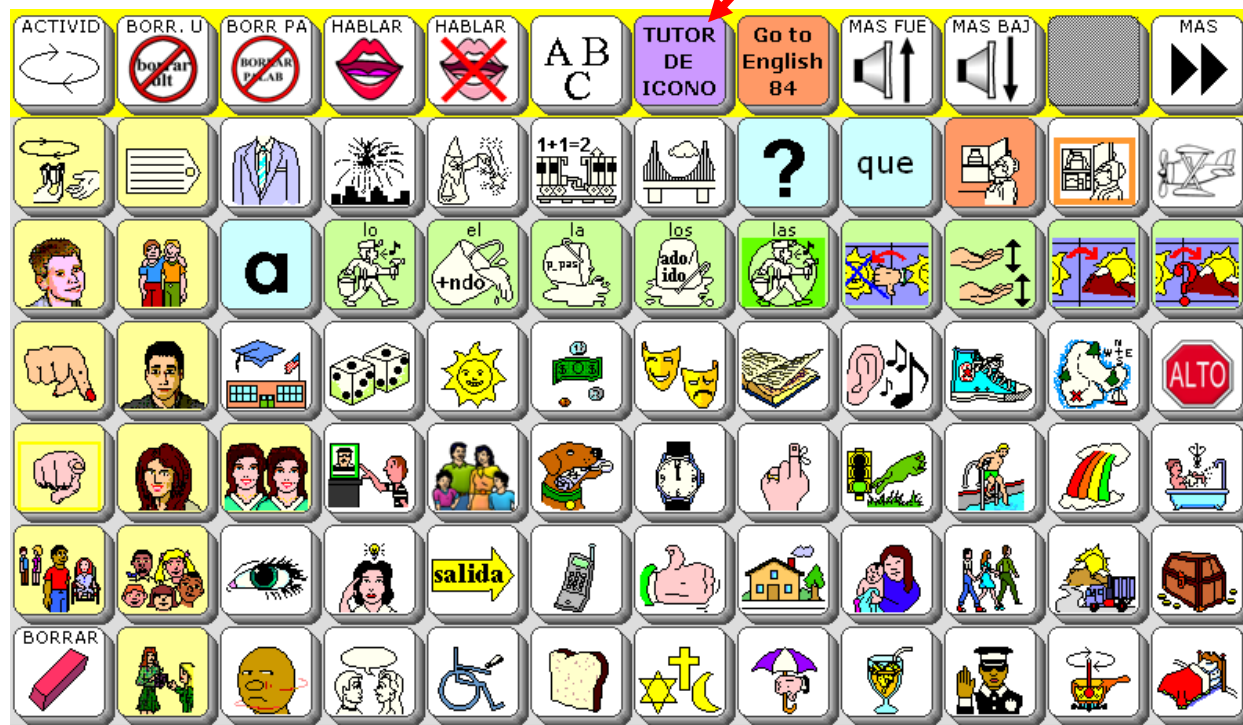 ACTIVID
BORR. U
borrar
ult
BORR PA
BORRAR
PALAB
HABLAR
HABLAR
A B
C
TUTOR
DE
ICONO
Go to
English
84
MAS FUE
MAS BAJ
MAS
1+1=2
?
que
a
lo
el
+ndo
la
p_pas
los
ado/
ido
las
?
N
W E
S
ALTO
salida
BORRAR